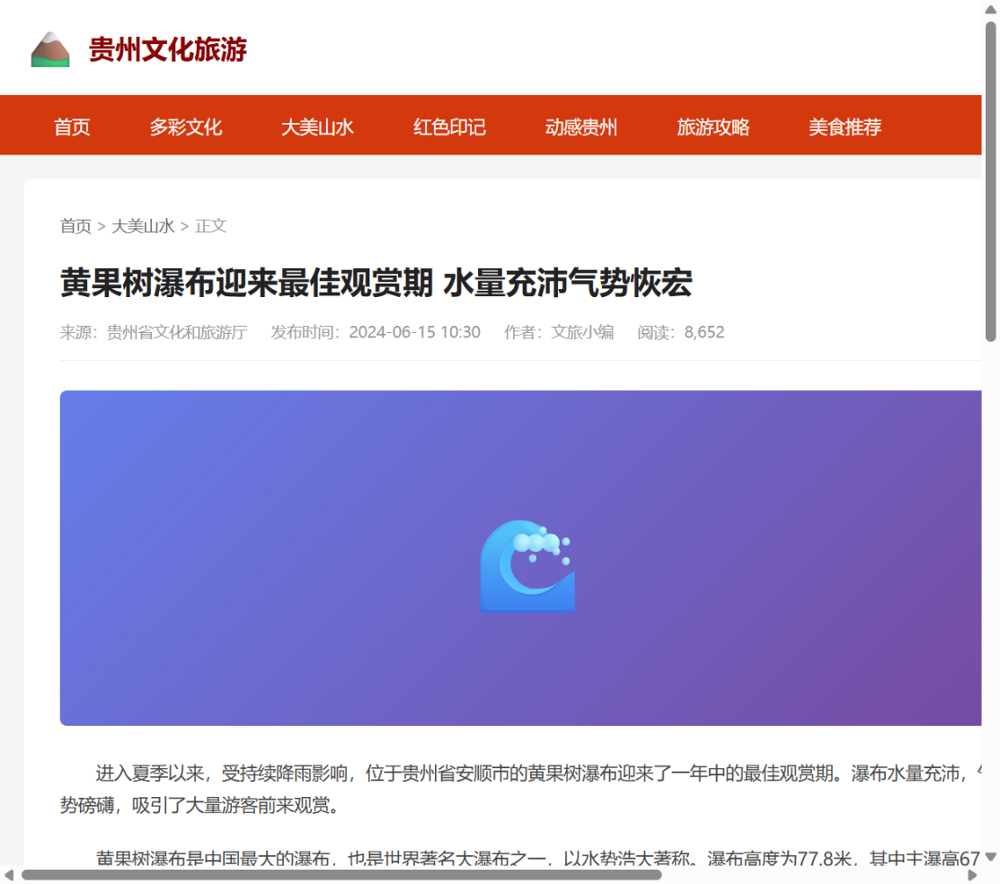 贵州文化旅游
首页 多彩文化 大美山水 红色印记 动感贵州 旅游攻略 美食推荐
首页 > 大美山水 > 正文
黄果树瀑布迎来最佳观赏期 水量充沛气势恢宏
来源：贵州省文化和旅游厅 发布时间：2024-06-15 10:30 作者：文旅小编 阅读：8,652
进入夏季以来，受持续降雨影响，位于贵州省安顺市的黄果树瀑布迎来了一年中的最佳观赏期。瀑布水量充沛，
势磅礴，吸引了大量游客前来观赏。
黄果树瀑布是中国最大的瀑布，也是世界著名大瀑布之一，以水势浩大著称。瀑布高度为77.8米，其中主瀑高67